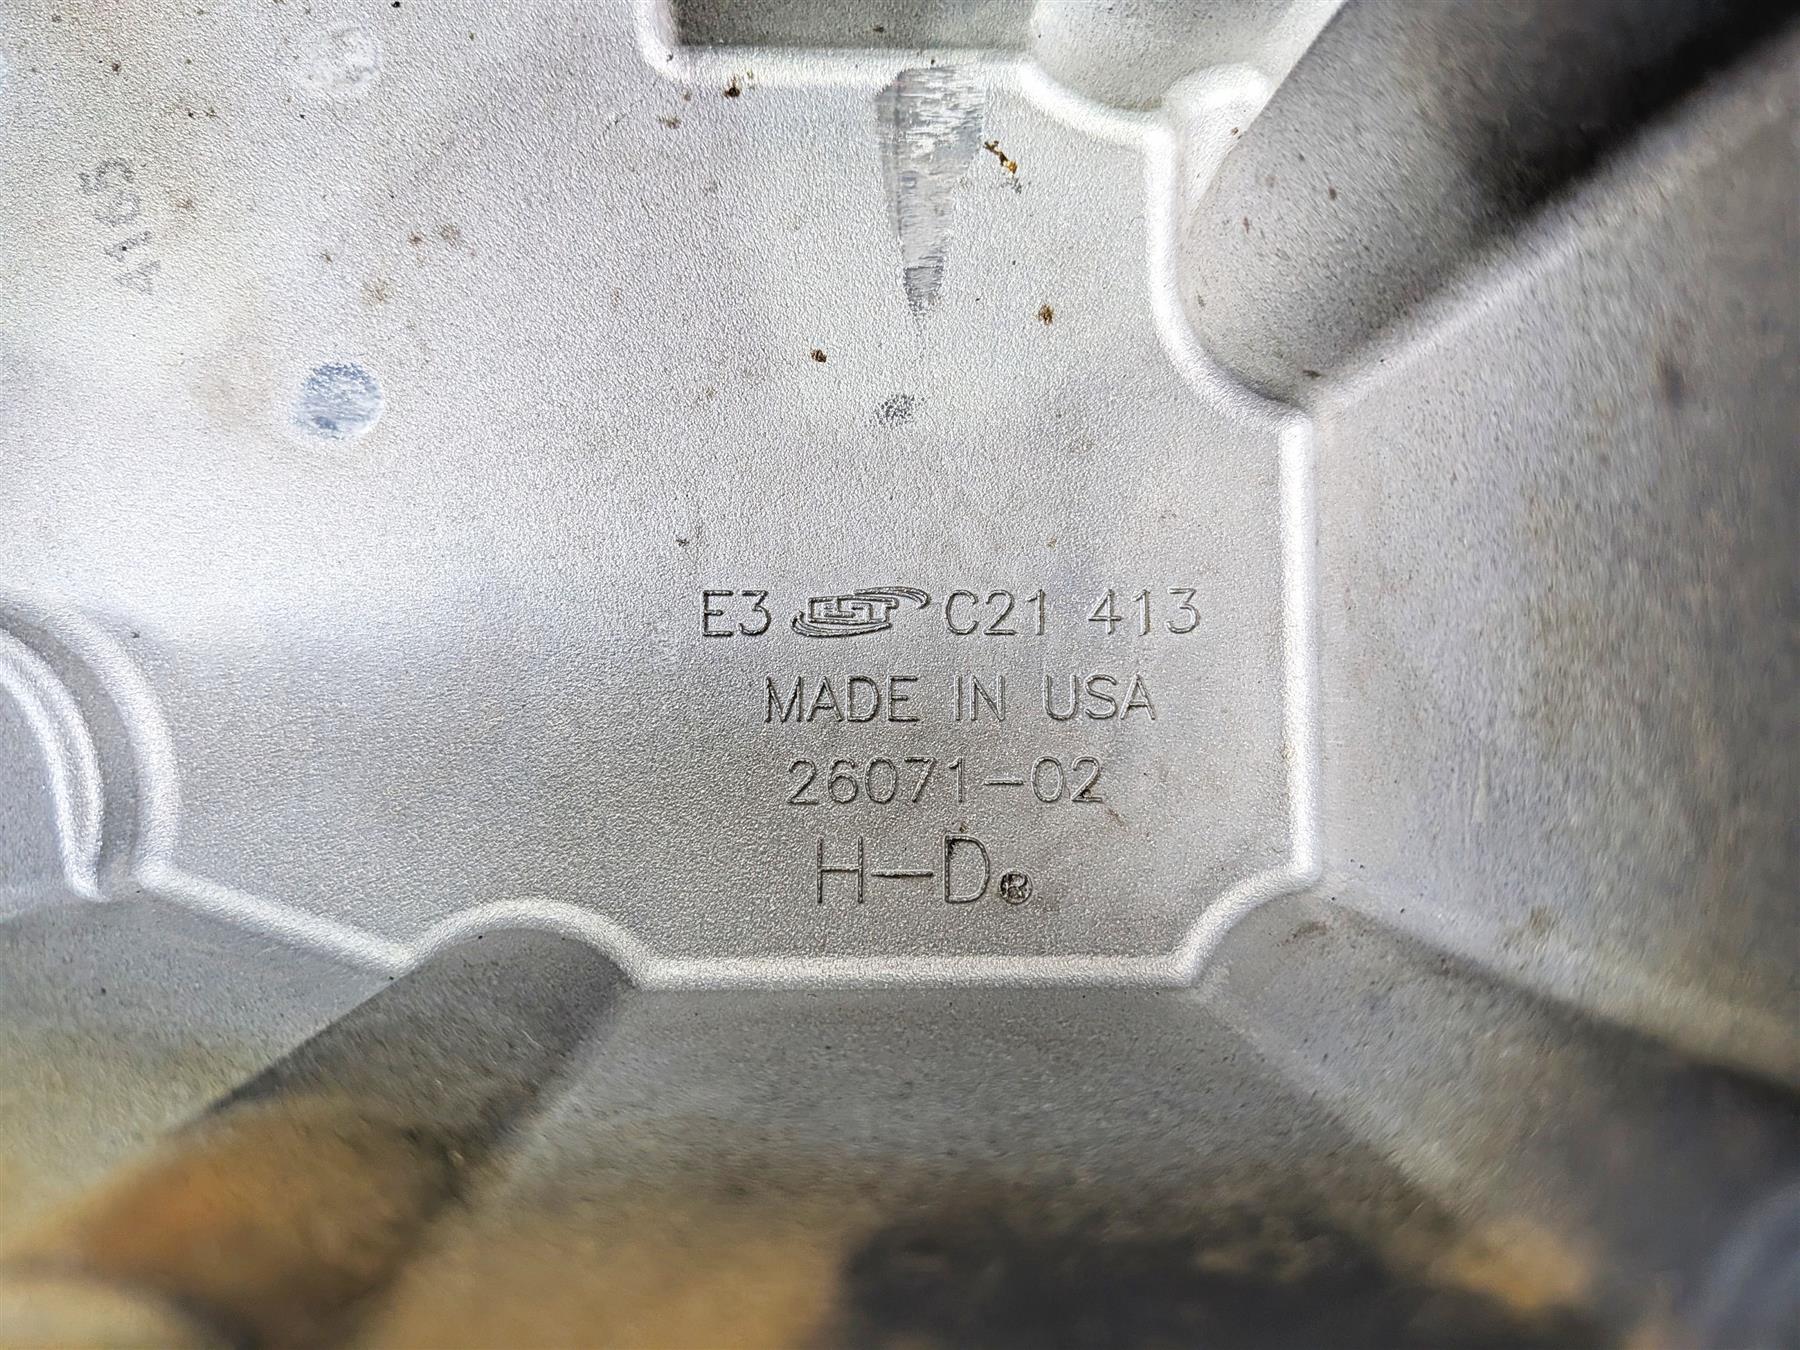 4165
E3 C21 413
MADE IN USA
26071-02
H-D®